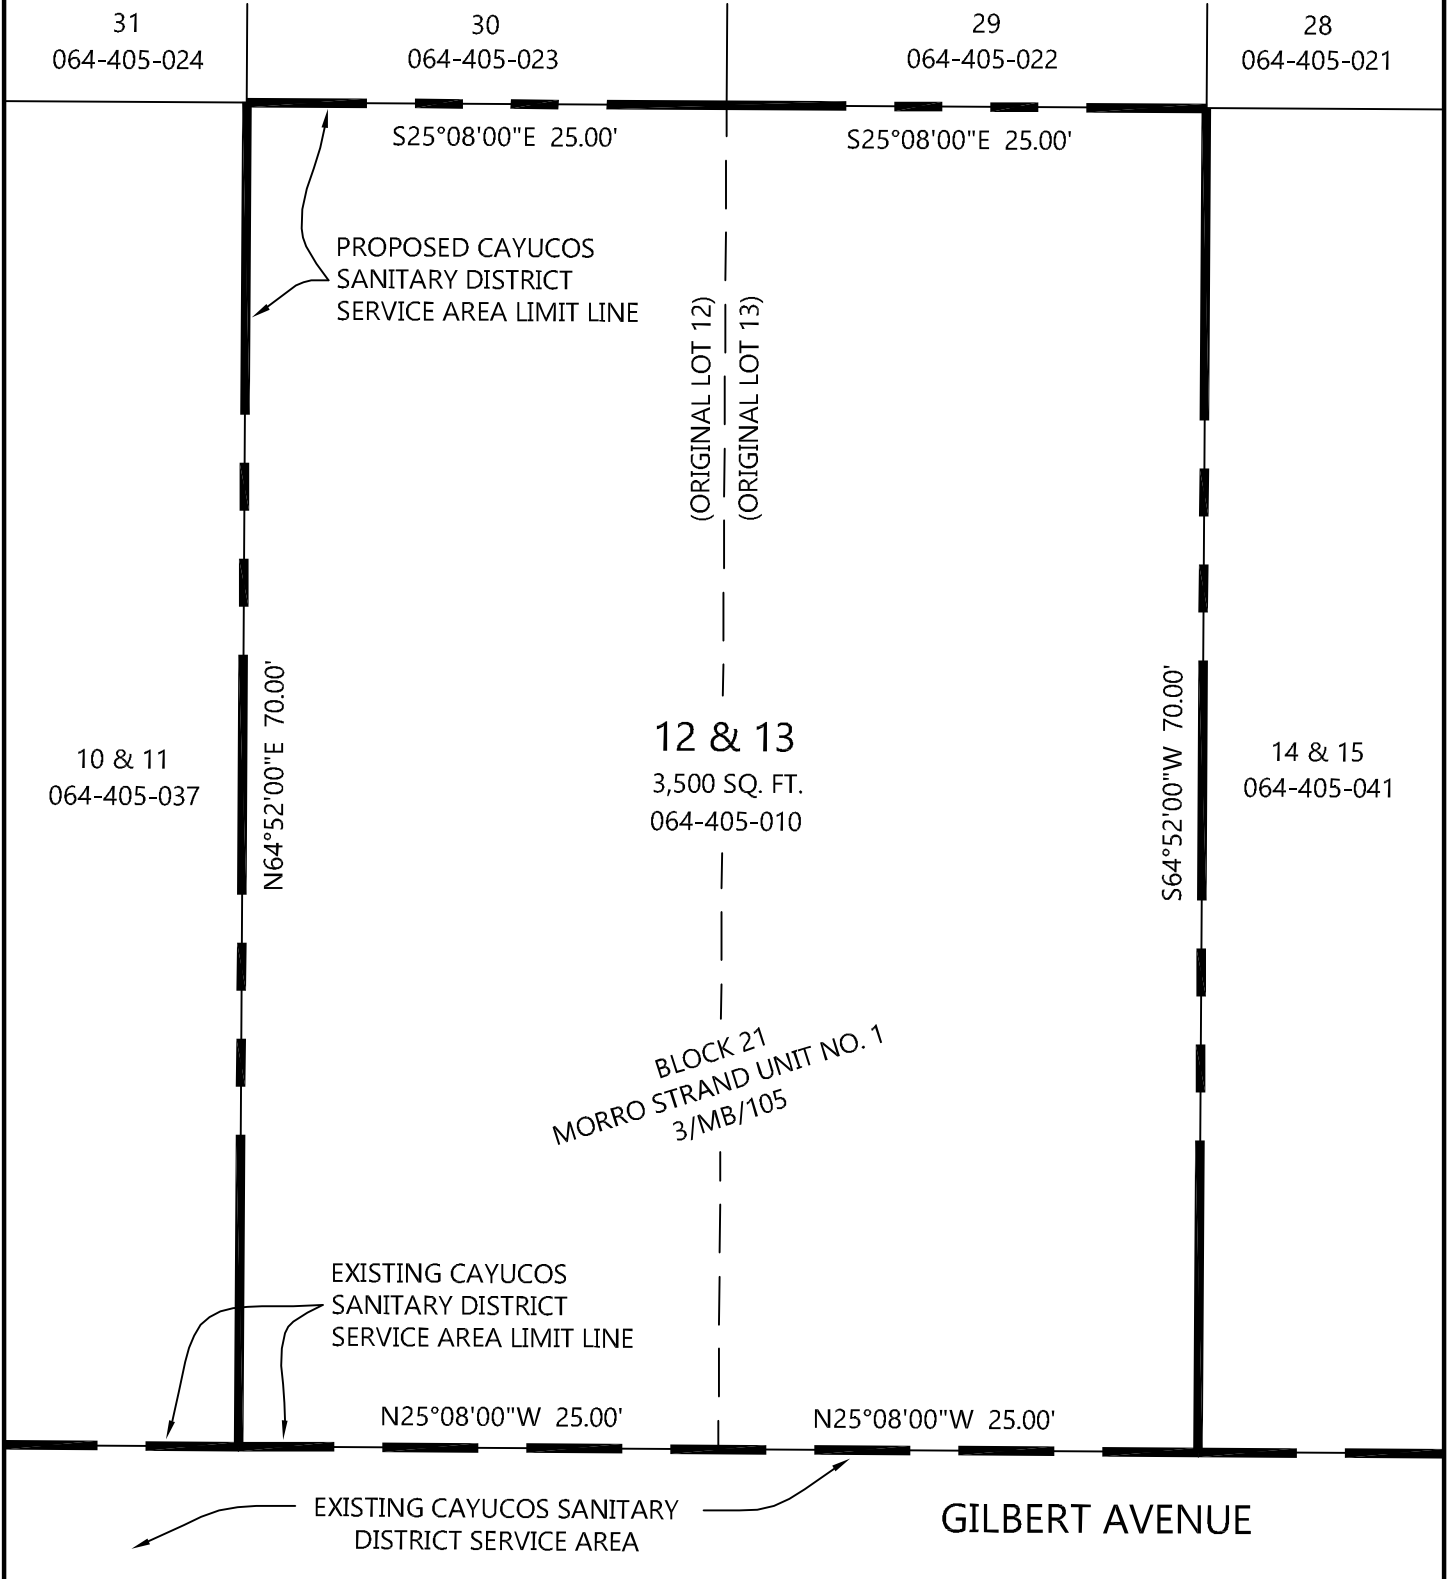 31
064-405-024
30
064-405-023
29
064-405-022
28
064-405-021
S25°08'00"E 25.00'
S25°08'00"E 25.00'
PROPOSED CAYUCOS
SANITARY DISTRICT
SERVICE AREA LIMIT LINE
(ORIGINAL LOT 12)
(ORIGINAL LOT 13)
N64°52'00"E 70.00'
S64°52'00"W 70.00'
10 & 11
064-405-037
12 & 13
3,500 SQ. FT.
064-405-010
14 & 15
064-405-041
BLOCK 21
MORRO STRAND UNIT NO. 1
3/MB/105
EXISTING CAYUCOS
SANITARY DISTRICT
SERVICE AREA LIMIT LINE
N25°08'00"W 25.00'
N25°08'00"W 25.00'
EXISTING CAYUCOS SANITARY
DISTRICT SERVICE AREA
GILBERT AVENUE